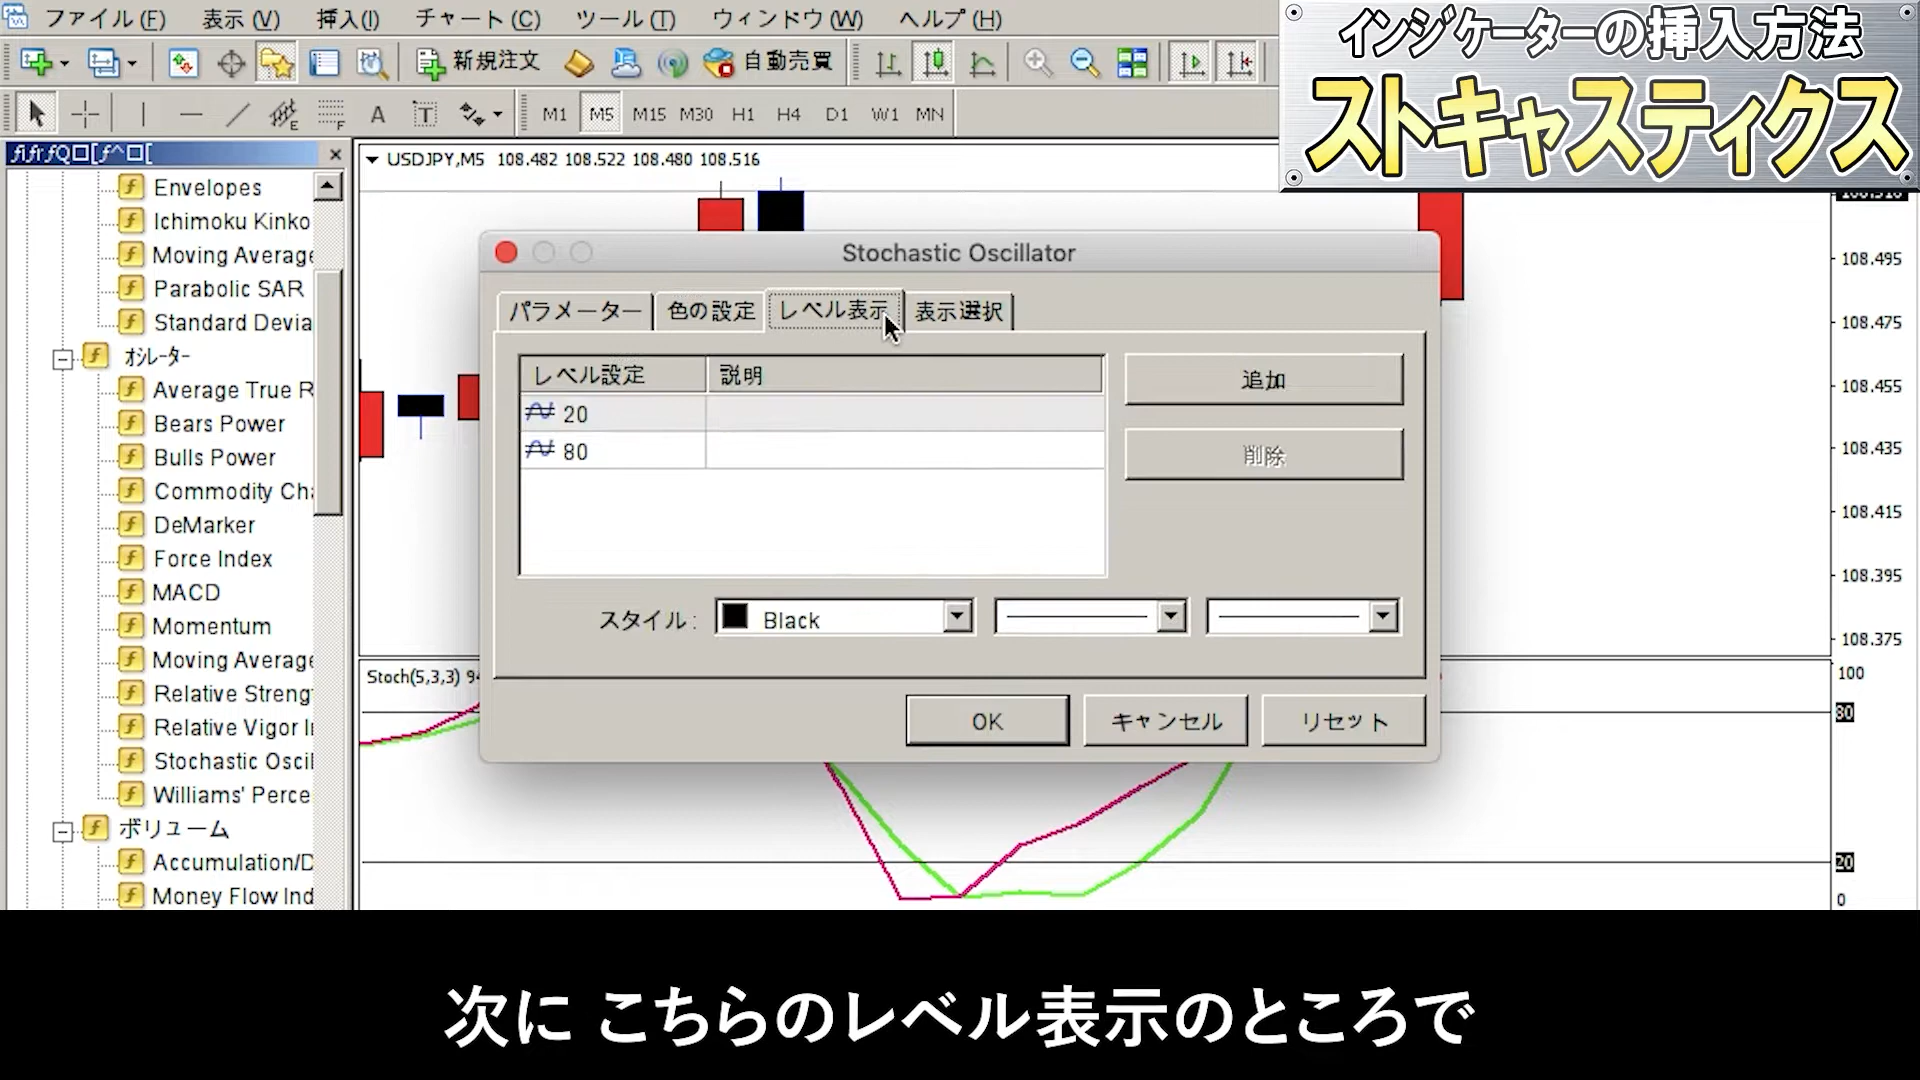 ファイル (F) 表示 (V) 挿入(I) チャート (C) ツール (T) ウィンドウ (W) ヘルプ (H)
インジケーターの挿入方法
ストキャスティクス
新規注文 自動売買
M1 M5 M15 M30 H1 H4 D1 W1 MN
USDJPY,M5 108.482 108.522 108.480 108.516
Envelopes
Ichimoku Kinko
Moving Average
Parabolic SAR
Standard Devia
オシレーター
Average True R
Bears Power
Bulls Power
Commodity Cha
DeMarker
Force Index
MACD
Momentum
Moving Average
Relative Streng
Relative Vigor I
Stochastic Oscil
Williams' Perce
ボリューム
Accumulation/D
Money Flow Ind
Stochastic Oscillator
パラメーター 色の設定 レベル表示 表示選択
レベル設定 説明
20
80
追加
削除
スタイル : Black
OK キャンセル リセット
108.495
108.475
108.455
108.435
108.415
108.395
108.375
Stoch(5,3,3) 94
100
80
20
0
次に こちらのレベル表示のところで